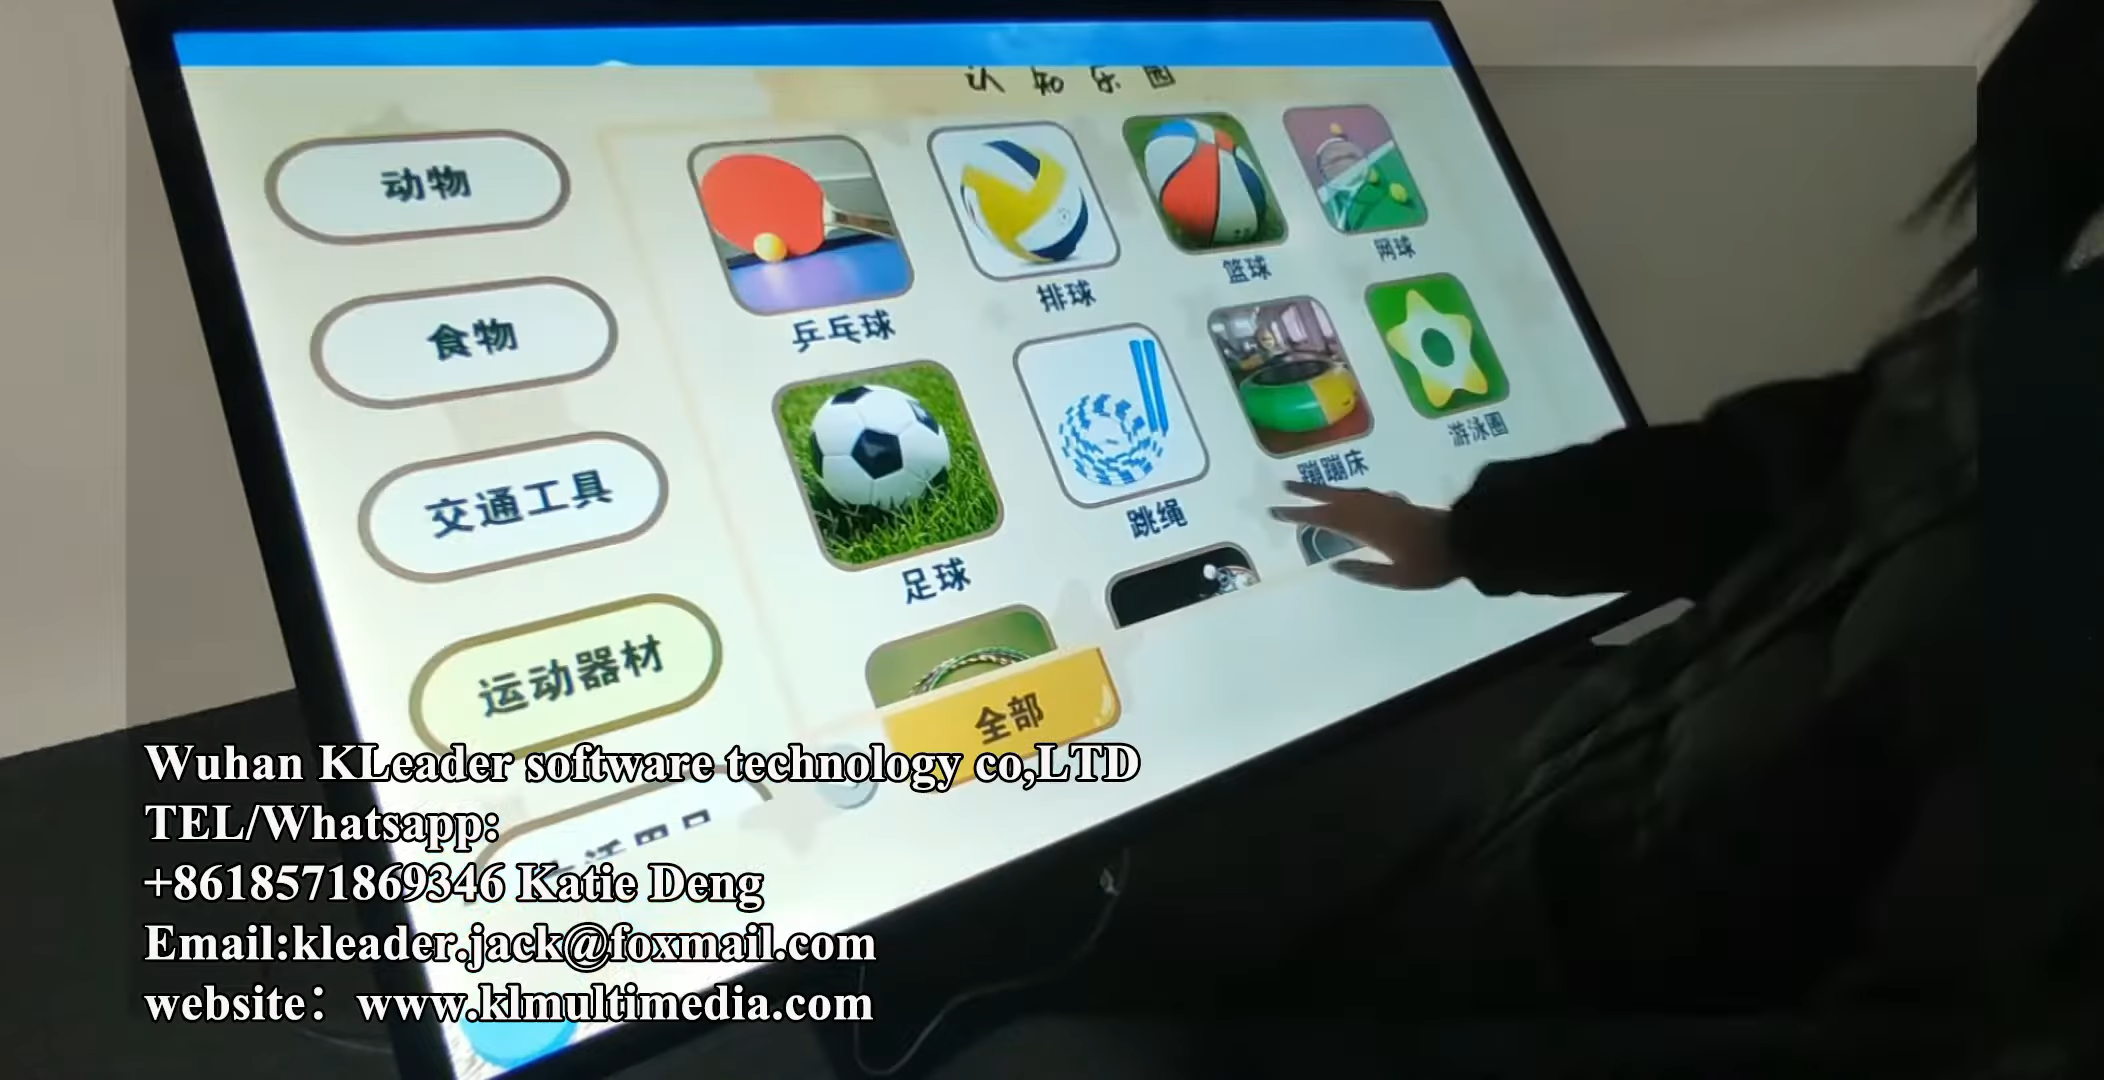 认知乐园
动物
食物
交通工具
运动器材
乒乓球
排球
篮球
网球
足球
跳绳
蹦蹦床
游泳圈
全部
Wuhan KLeader software technology co,LTD
TEL/Whatsapp:
+8618571869346 Katie Deng
Email:kleader.jack@foxmail.com
website：www.klmultimedia.com